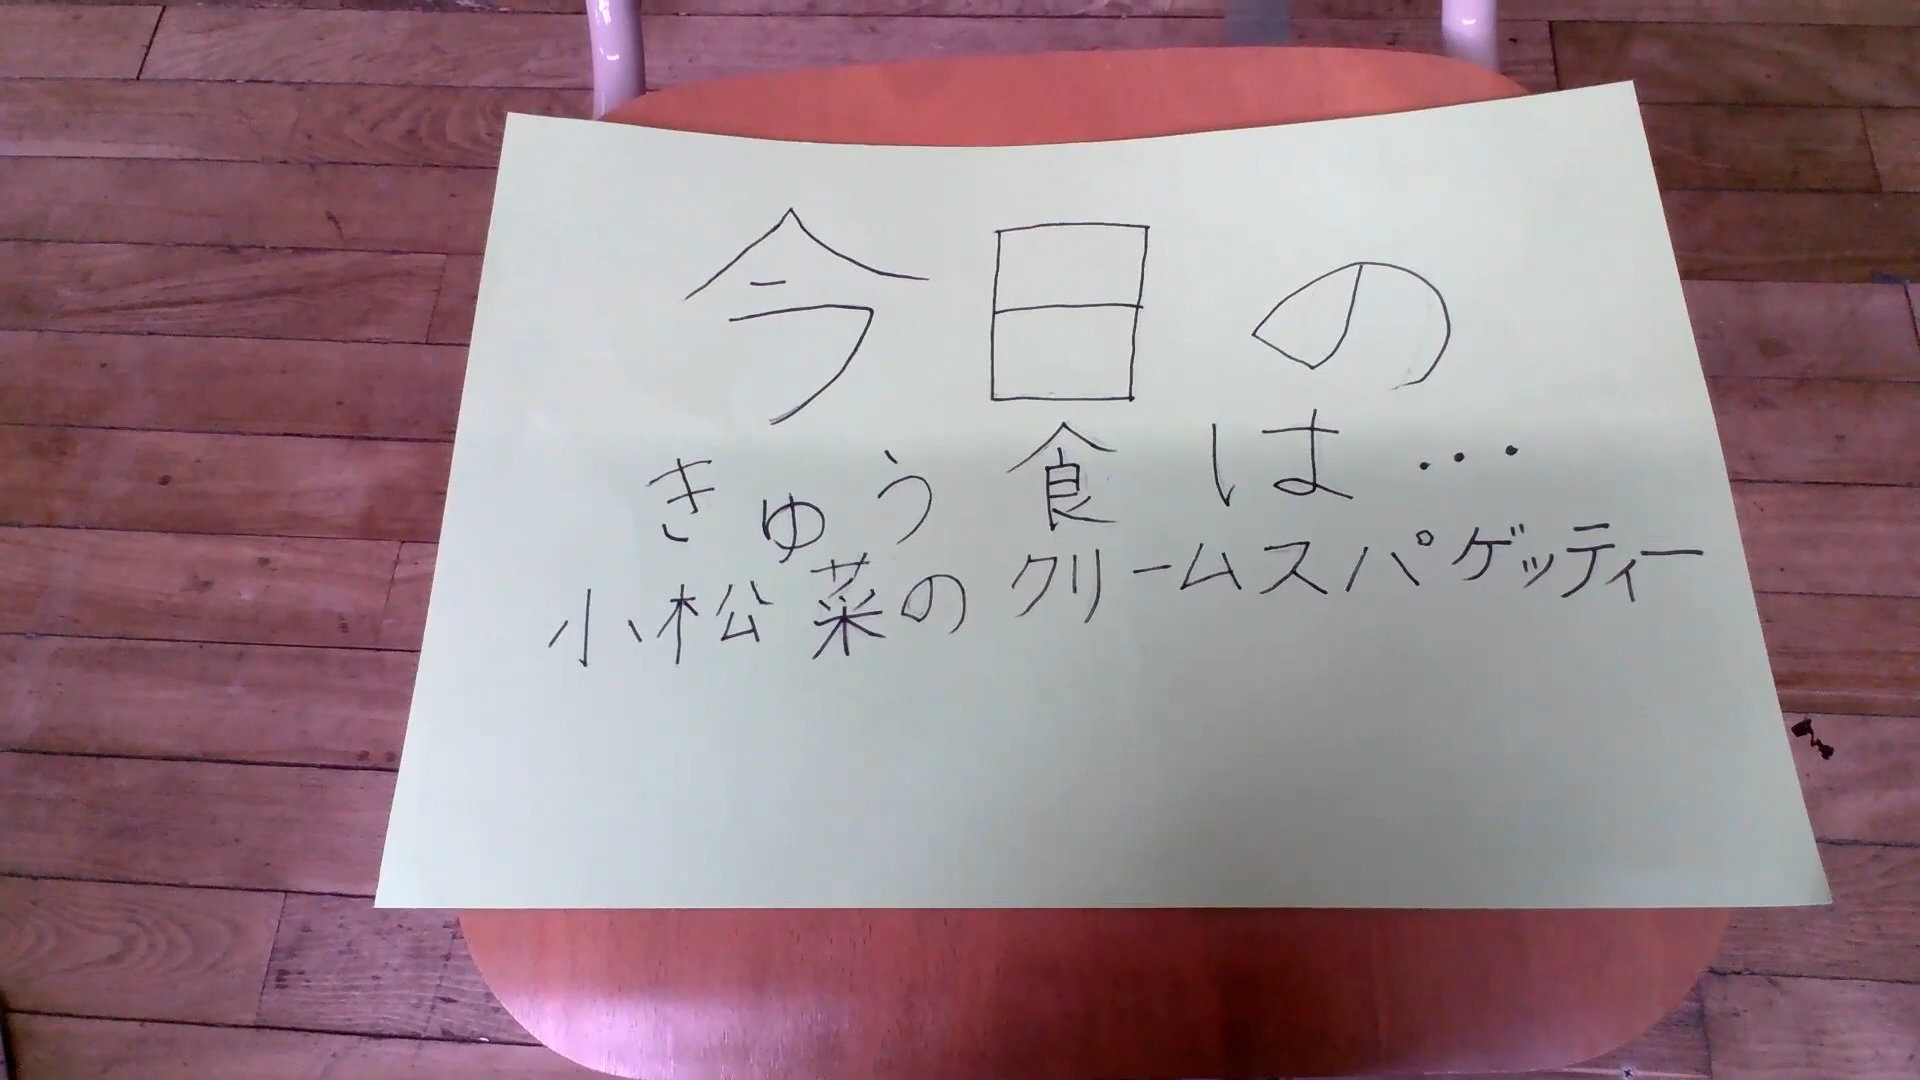 今日の
きゅう食は…
小松菜のクリームスパゲッティー